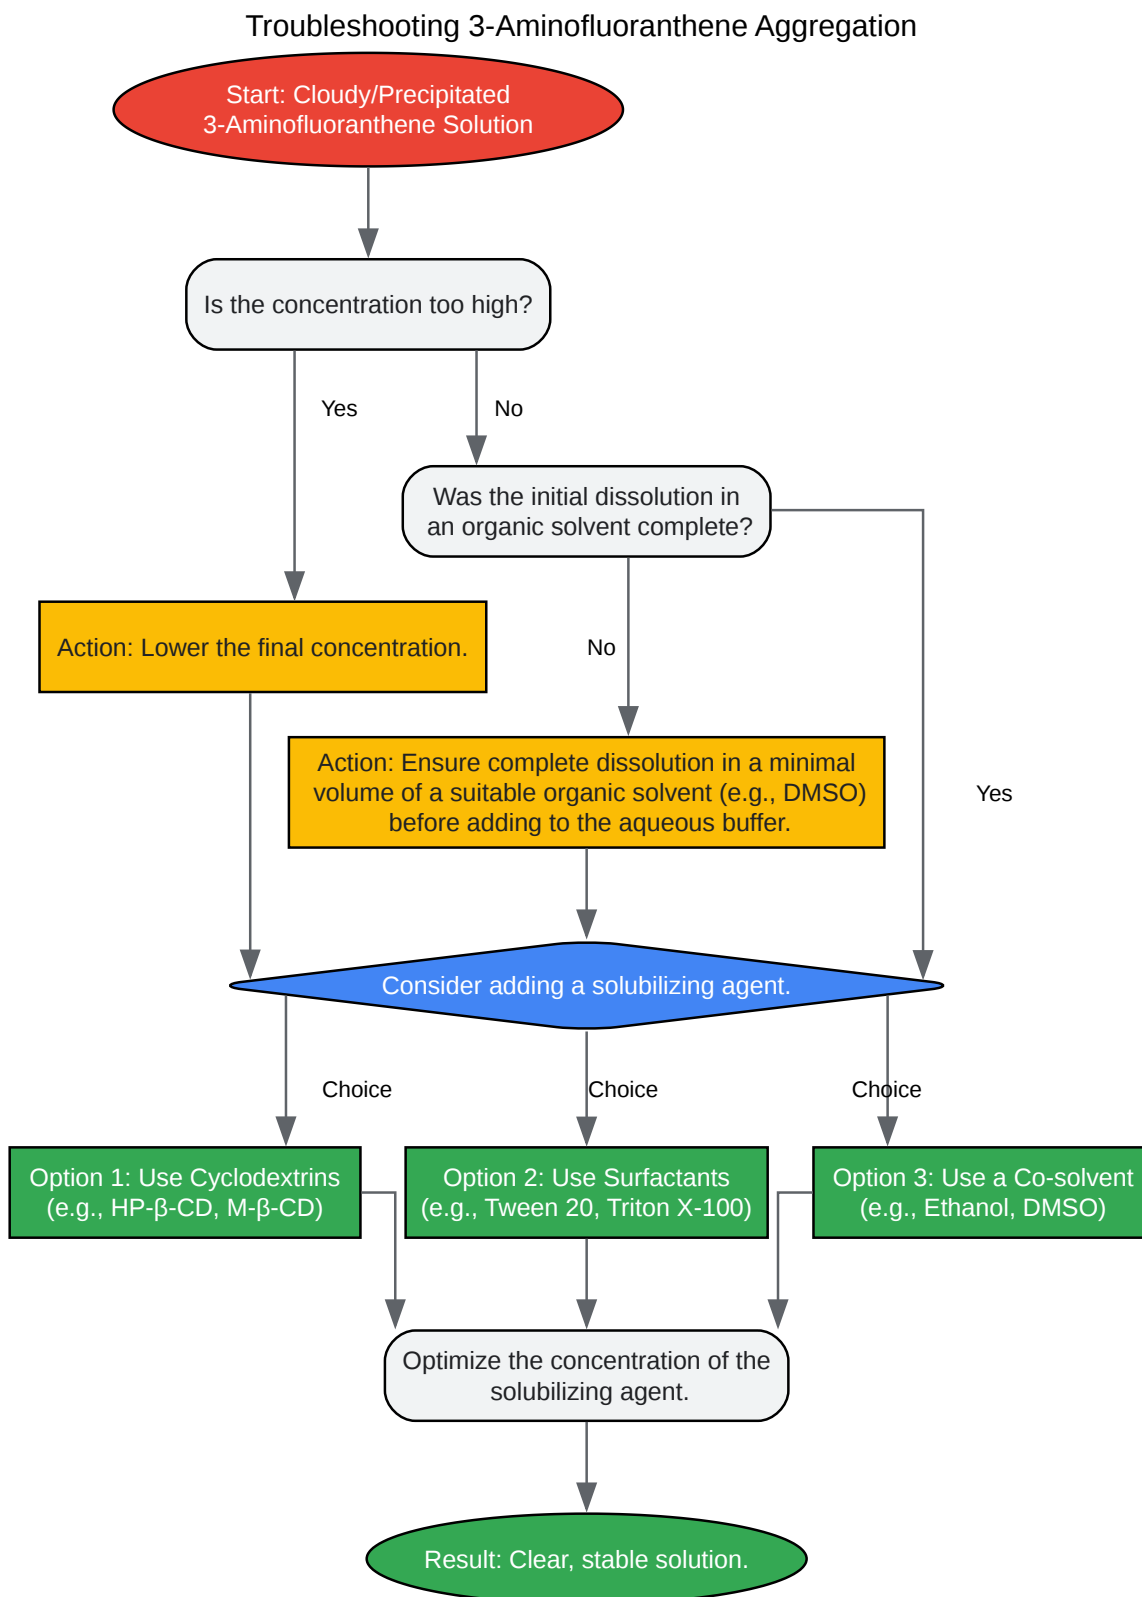 Troubleshooting 3-Aminofluoranthene Aggregation
Start: Cloudy/Precipitated
3-Aminofluoranthene Solution
Is the concentration too high?
Yes
No
Was the initial dissolution in
an organic solvent complete?
Action: Lower the final concentration.
No
Action: Ensure complete dissolution in a minimal
volume of a suitable organic solvent (e.g., DMSO)
before adding to the aqueous buffer.
Yes
Consider adding a solubilizing agent.
Choice
Choice
Choice
Option 1: Use Cyclodextrins
(e.g., HP-β-CD, M-β-CD)
Option 2: Use Surfactants
(e.g., Tween 20, Triton X-100)
Option 3: Use a Co-solvent
(e.g., Ethanol, DMSO)
Optimize the concentration of the
solubilizing agent.
Result: Clear, stable solution.